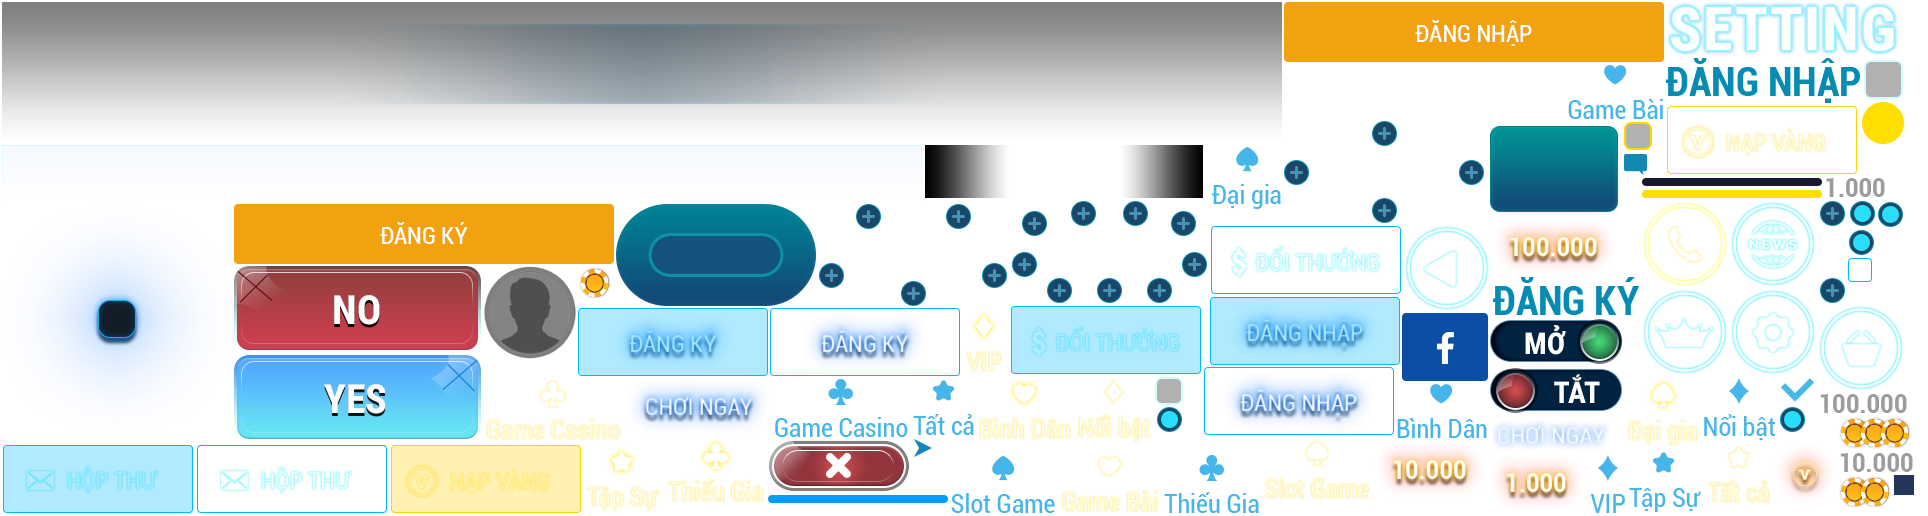 ĐĂNG NHẬP
SETTING
ĐĂNG NHẬP
Game Bài
NẠP VÀNG
1.000
Đại gia
ĐĂNG KÝ
100.000
NEWS
ĐỔI THƯỞNG
NO
ĐĂNG KÝ
ĐĂNG KÝ
ĐĂNG KÝ
VIP
ĐỔI THƯỞNG
ĐĂNG NHẬP
MỞ
YES
CHƠI NGAY
ĐĂNG NHẬP
TẮT
100.000
Game Casino
Game Casino
Tất cả
Bình Dân
Nổi bật
Bình Dân
CHƠI NGAY
Đại gia
Nổi bật
10.000
10.000
HỘP THƯ
HỘP THƯ
NẠP VÀNG
Tập Sự
Thiếu Gia
Slot Game
Game Bài
Thiếu Gia
Slot Game
1.000
VIP
Tập Sự
Tất cả